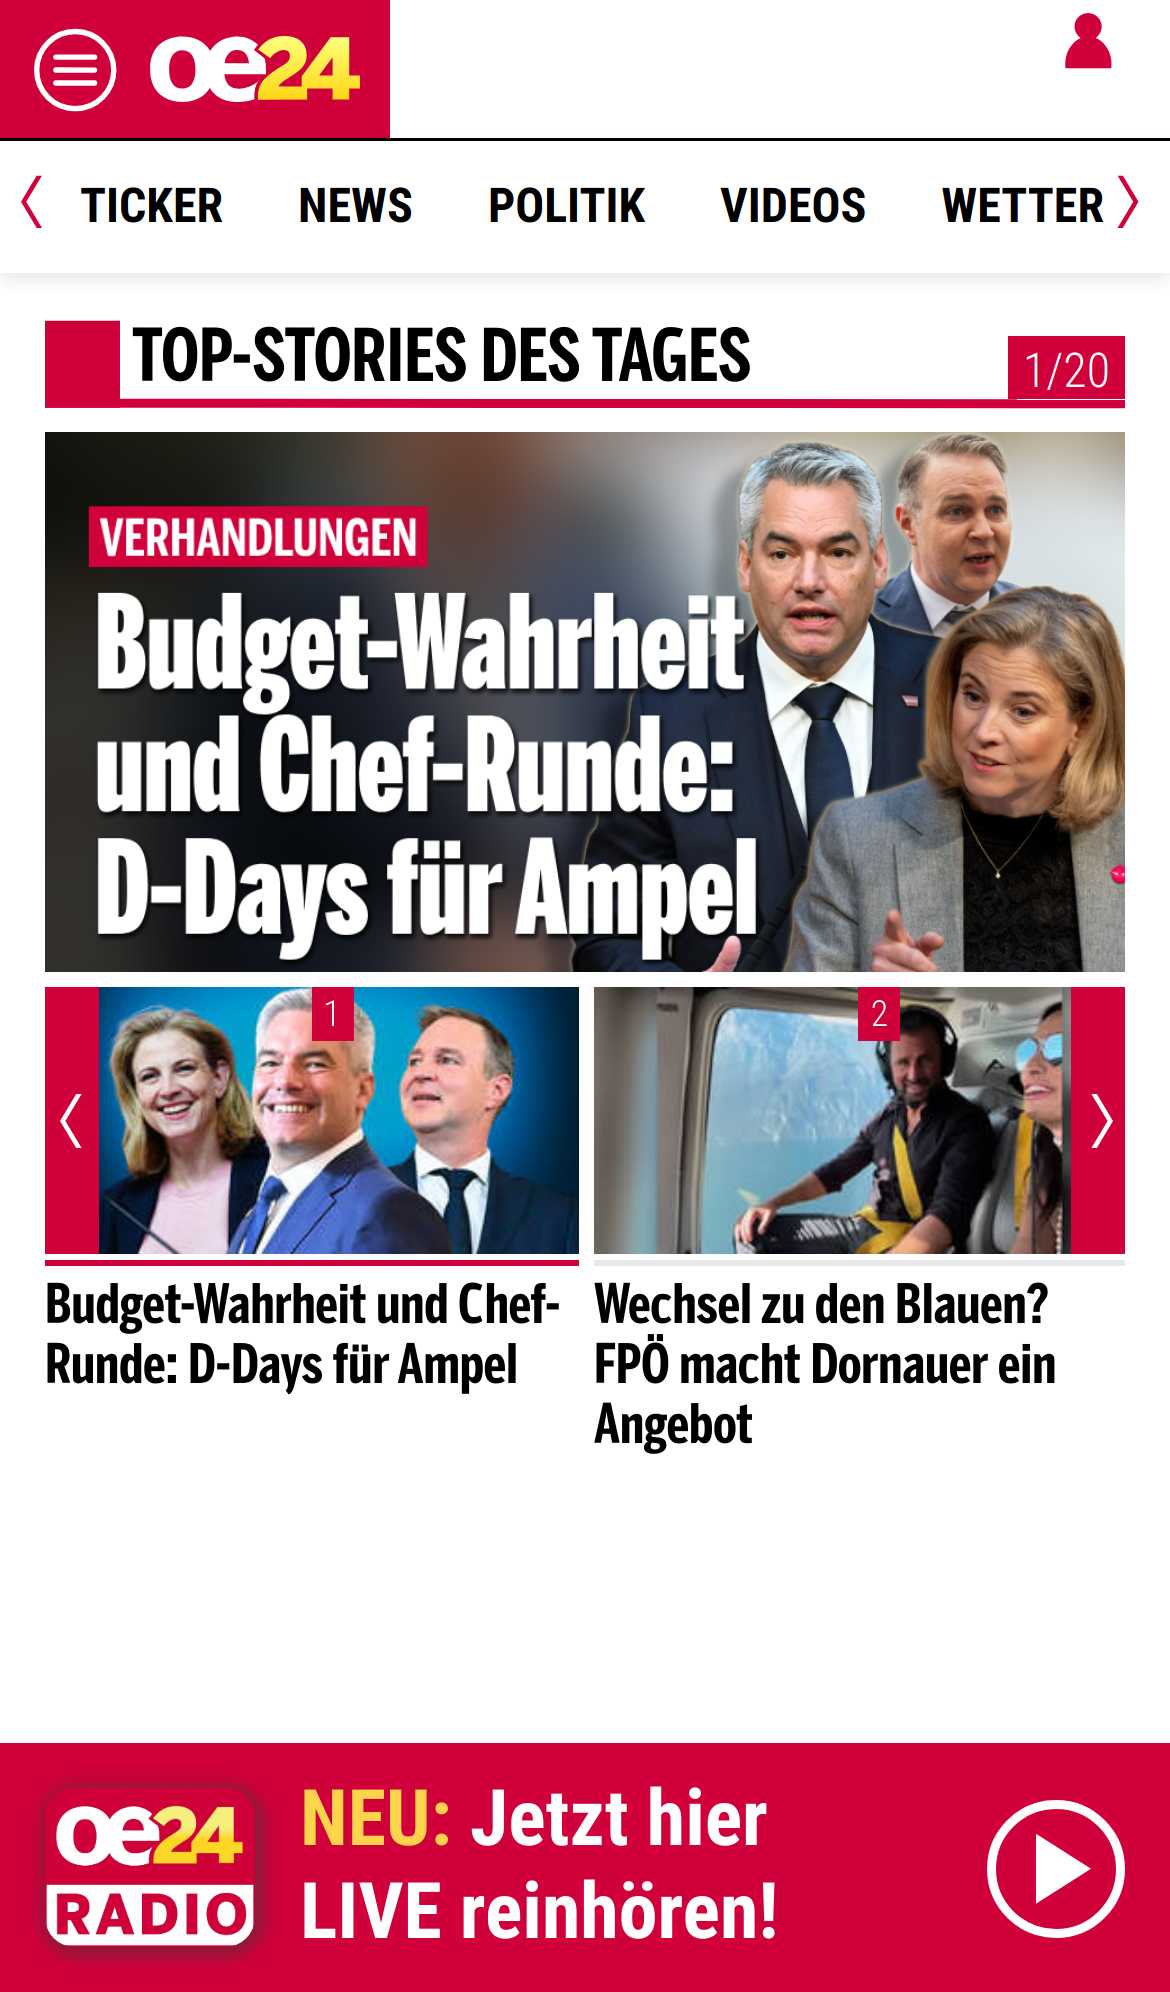 oe24
TICKER NEWS POLITIK VIDEOS WETTER
TOP-STORIES DES TAGES
1/20
VERHANDLUNGEN
Budget-Wahrheit
und Chef-Runde:
D-Days für Ampel
1
2
Budget-Wahrheit und Chef-
Runde: D-Days für Ampel
Wechsel zu den Blauen?
FPÖ macht Dornauer ein
Angebot
oe24
RADIO
NEU: Jetzt hier
LIVE reinhören!